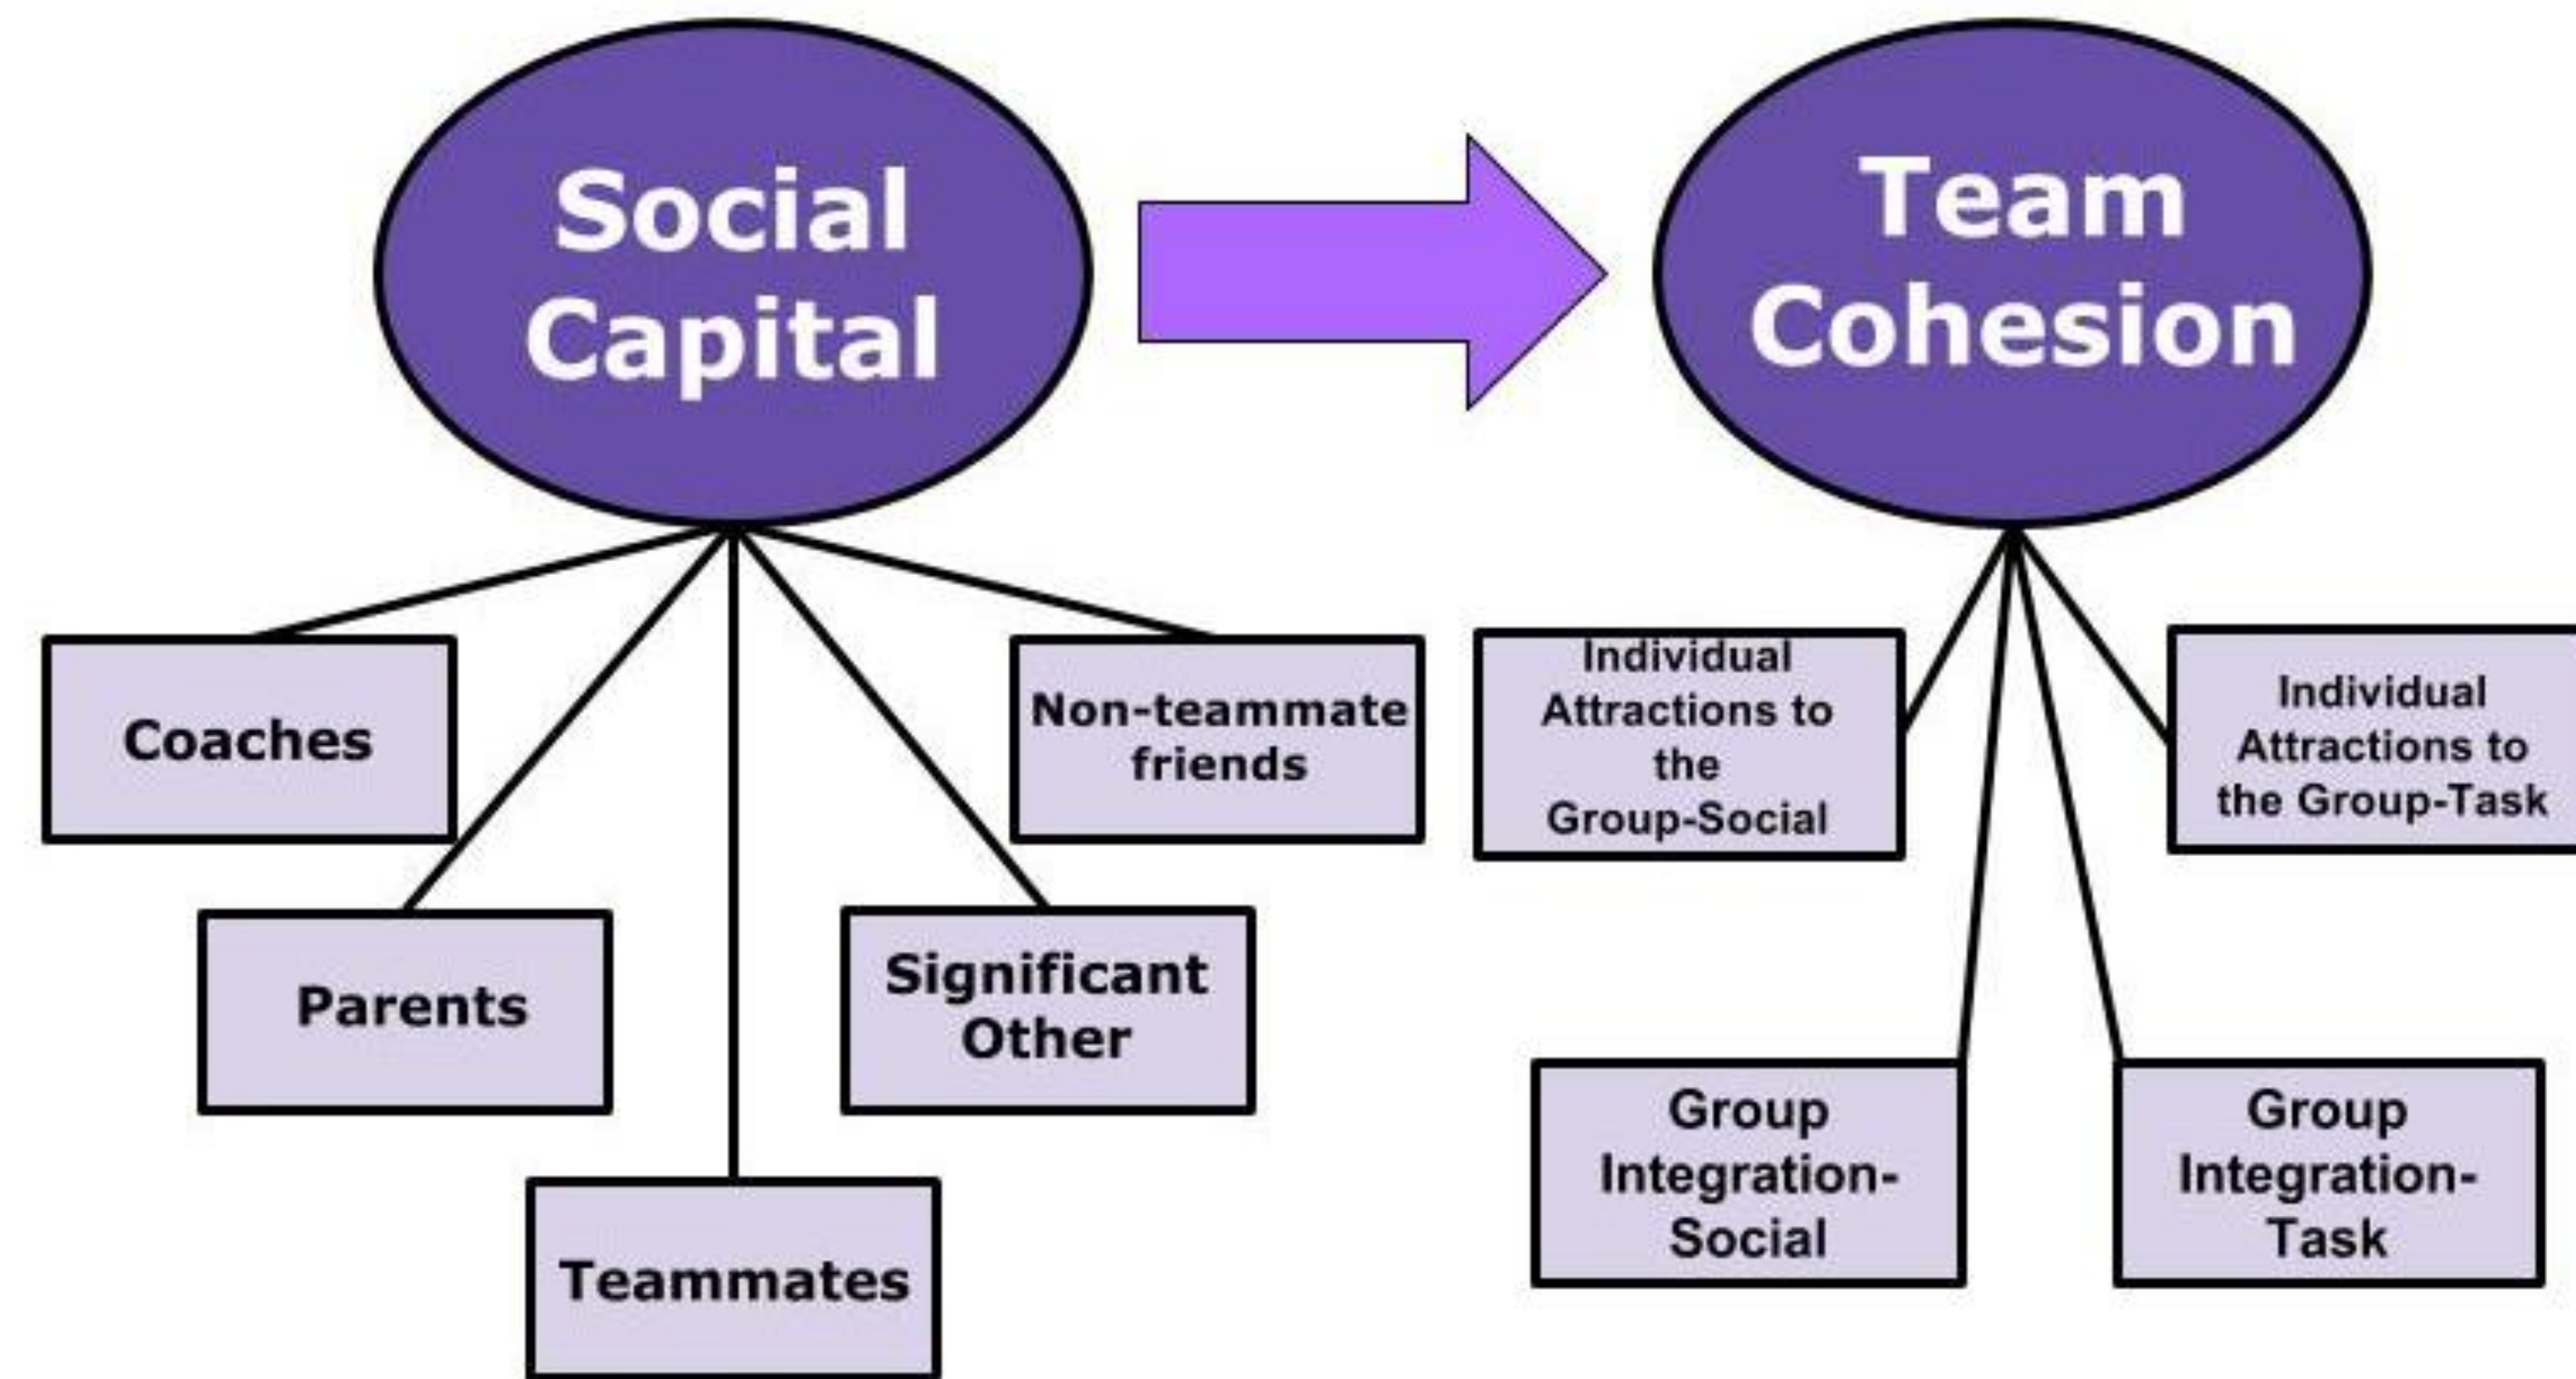 Social
Capital
Team
Cohesion
Coaches
Non-teammate
friends
Parents
Significant
Other
Teammates
Individual
Attractions to
the
Group-Social
Individual
Attractions to
the Group-Task
Group
Integration-
Social
Group
Integration-
Task